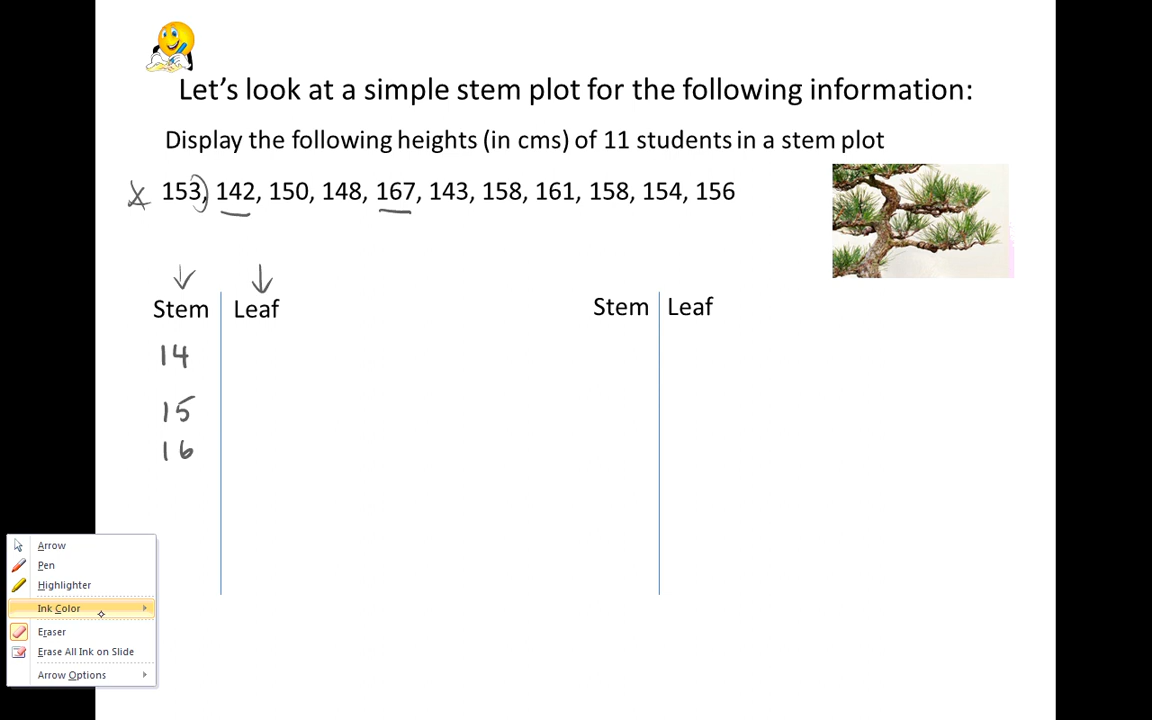 Let's look at a simple stem plot for the following information:
Display the following heights (in cms) of 11 students in a stem plot
153, 142, 150, 148, 167, 143, 158, 161, 158, 154, 156
Stem Leaf
14
15
16
Stem Leaf
Arrow
Pen
Highlighter
Ink Color
Eraser
Erase All Ink on Slide
Arrow Options